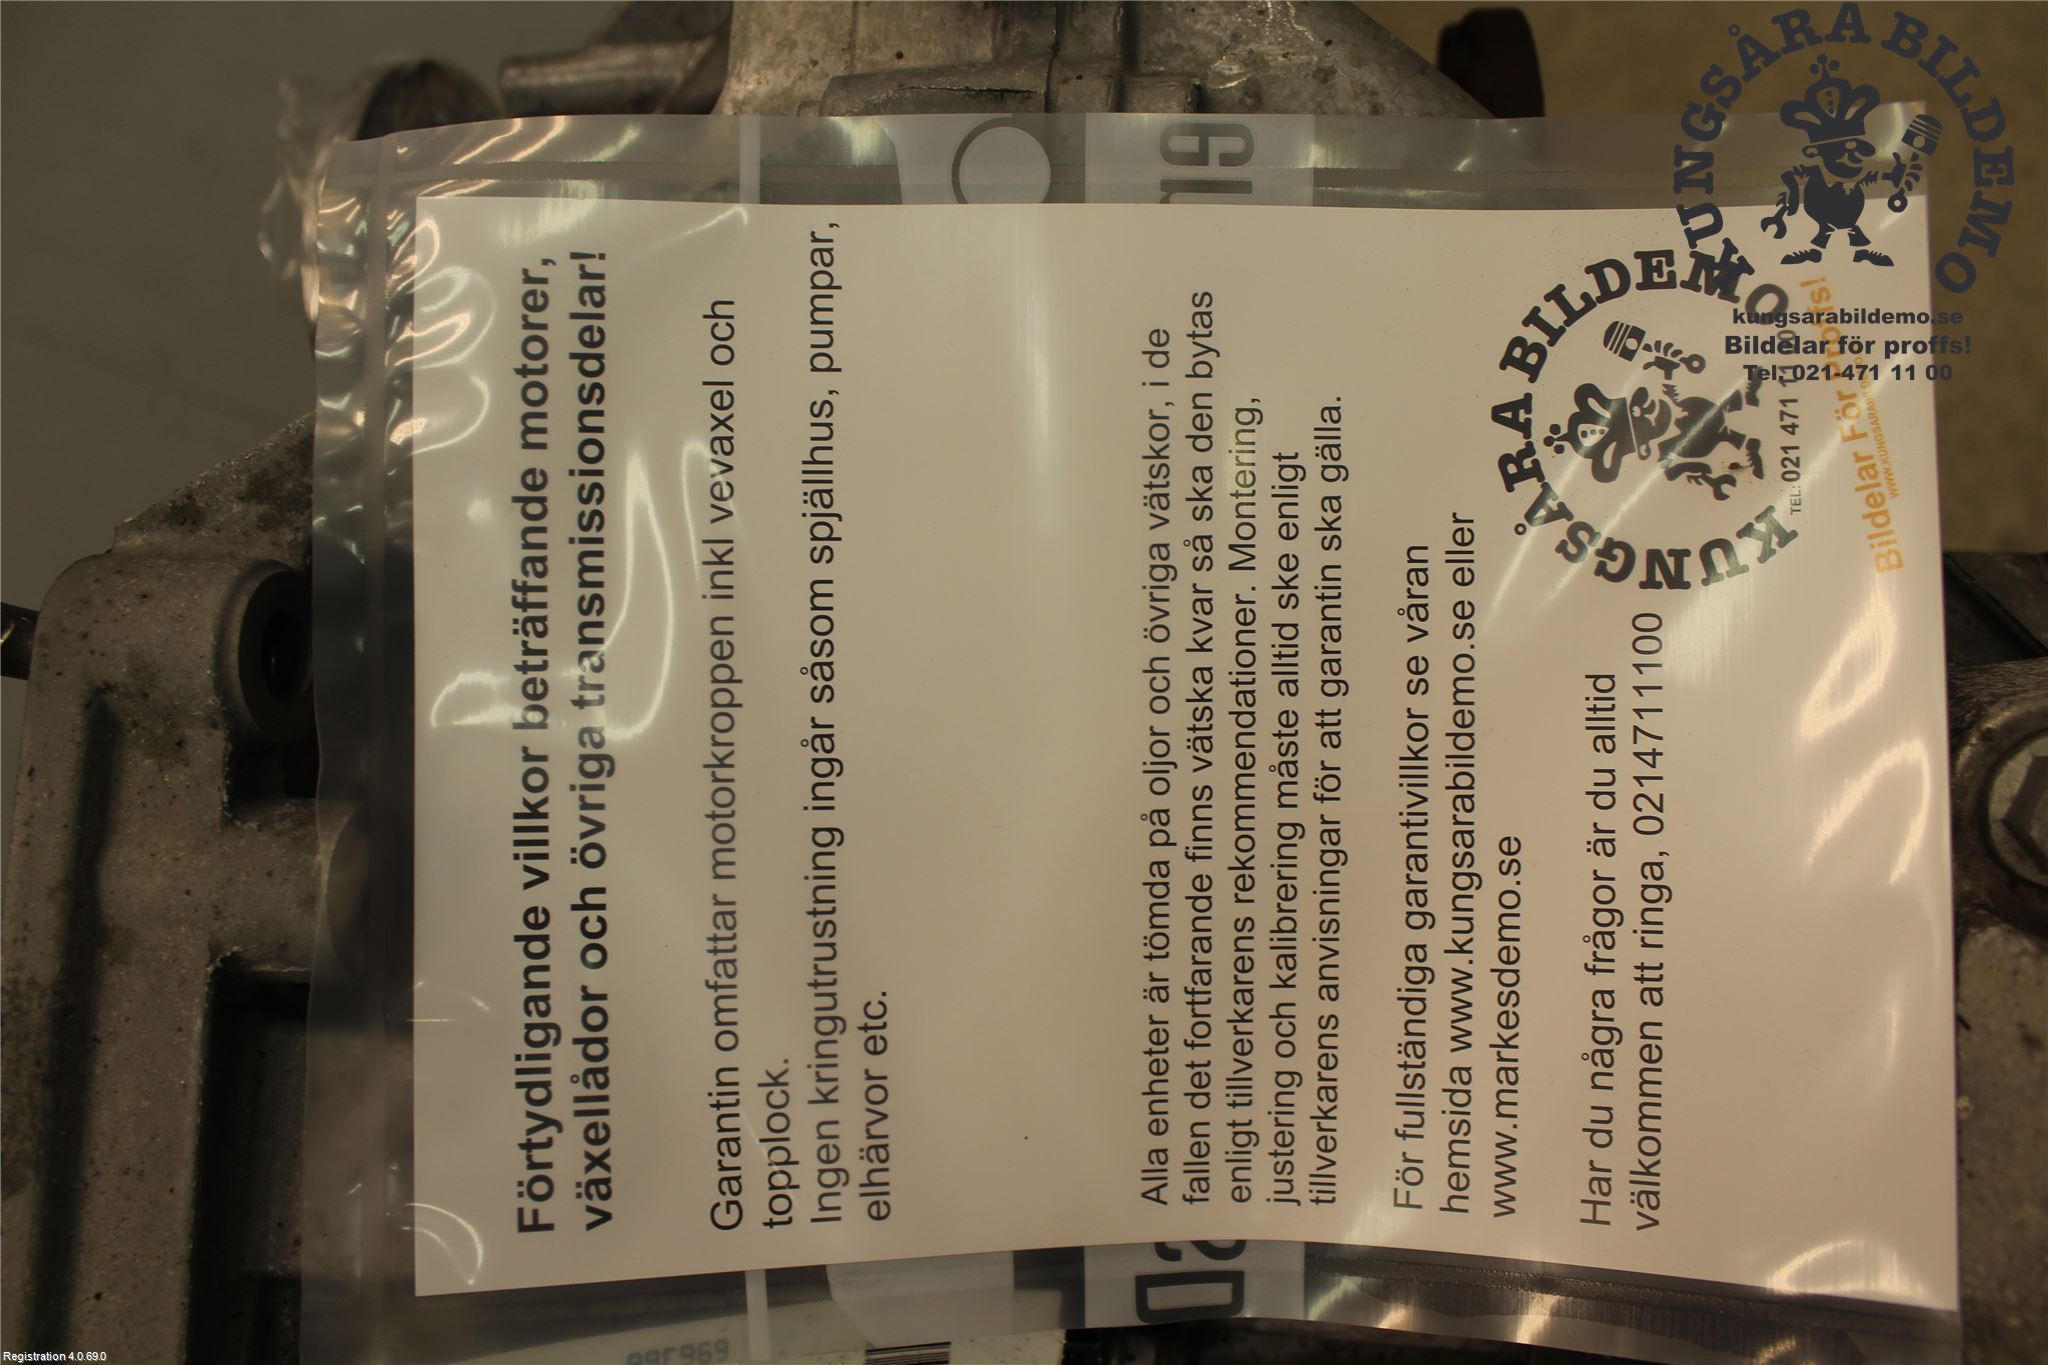 Förtydligande villkor beträffande motorer,
växellådor och övriga transmissionsdelar!
Garantin omfattar motorkroppen inkl vevaxel och
topplock.
Ingen kringutrustning ingår såsom spjällhus, pumpar,
elhärvor etc.
Alla enheter är tömda på oljor och övriga vätskor, i de
fallen det fortfarande finns vätska kvar så ska den bytas
enligt tillverkarens rekommendationer. Montering,
justering och kalibrering måste alltid ske enligt
tillverkarens anvisningar för att garantin ska gälla.
För fullständiga garantivillkor se våran
hemsida www.kungsarabildemo.se eller
www.markesdemo.se
Har du några frågor är du alltid
välkommen att ringa, 0214711100
KUNGSÅRA BILDEMO
TEL: 021 471 11 00
Bildelar För proffs!
KUNGSÅRA BILDEMO
kungsarabildemo.se
Bildelar för proffs!
Tel. 021-471 11 00
Registration 4.0.69.0